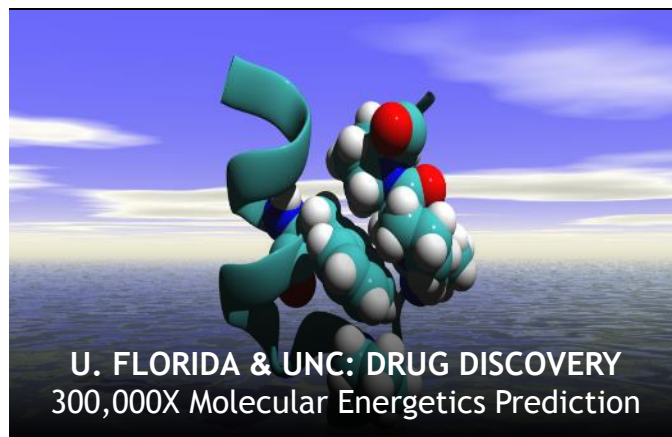 U. FLORIDA & UNC: DRUG DISCOVERY
300,000X Molecular Energetics Prediction